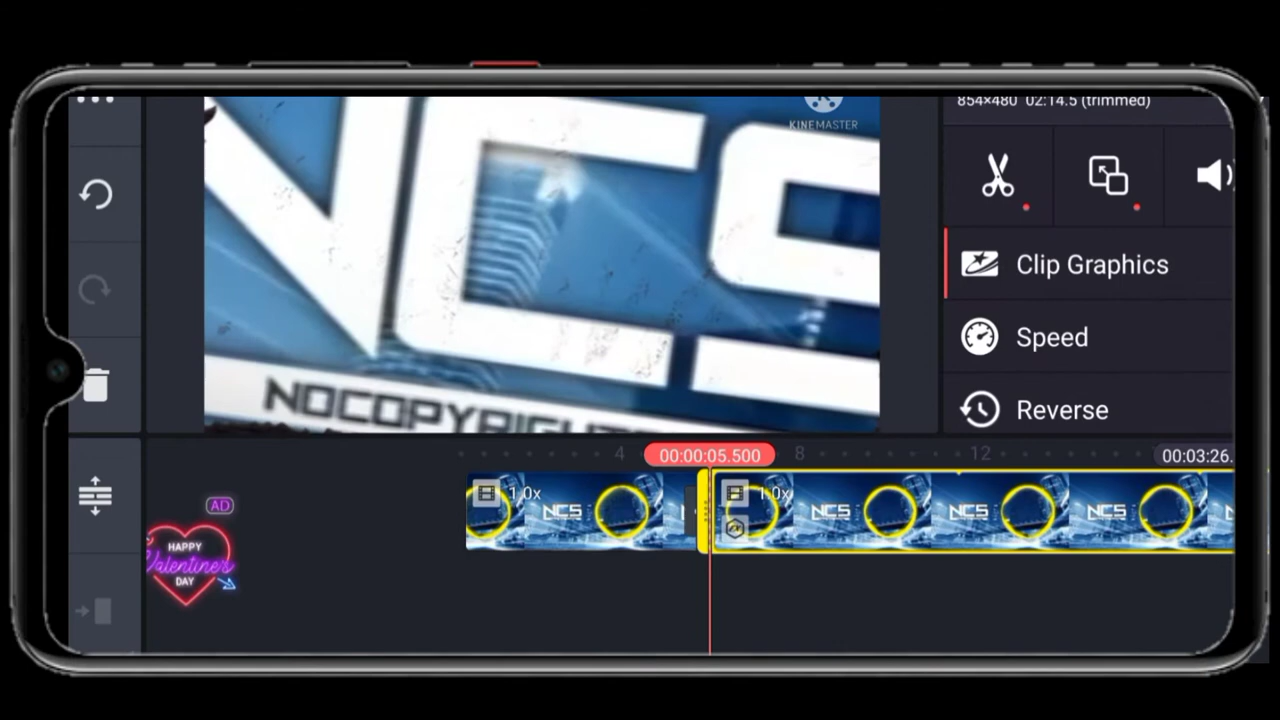 854×480 02:14.5 (trimmed)
NCS
KINEMASTER
NOCOPYRIGHT
Clip Graphics
Speed
Reverse
4
00:00:05.500
8
12
00:03:26.
1.0x
NCS
1.0x
NCS
NCS
NCS
AD
HAPPY
Valentine's
DAY